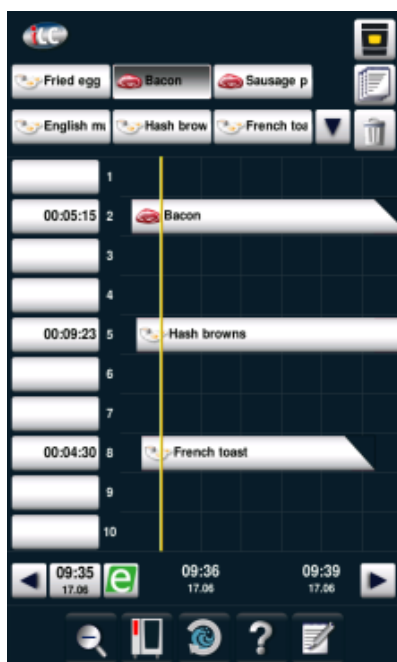 iLC
Fried egg Bacon Sausage p
English mu Hash brow French toa
1
00:05:15 2 Bacon
3
4
00:09:23 5 Hash browns
6
7
00:04:30 8 French toast
9
10
09:35 e 09:36 09:39
17.06 17.06 17.06
?